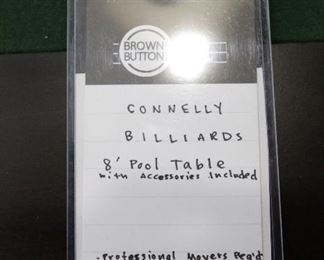 BROWN
BUTTON
CONNELLY
BILLIARDS
8' Pool Table
with Accessories Included
. Professional Movers Req'd